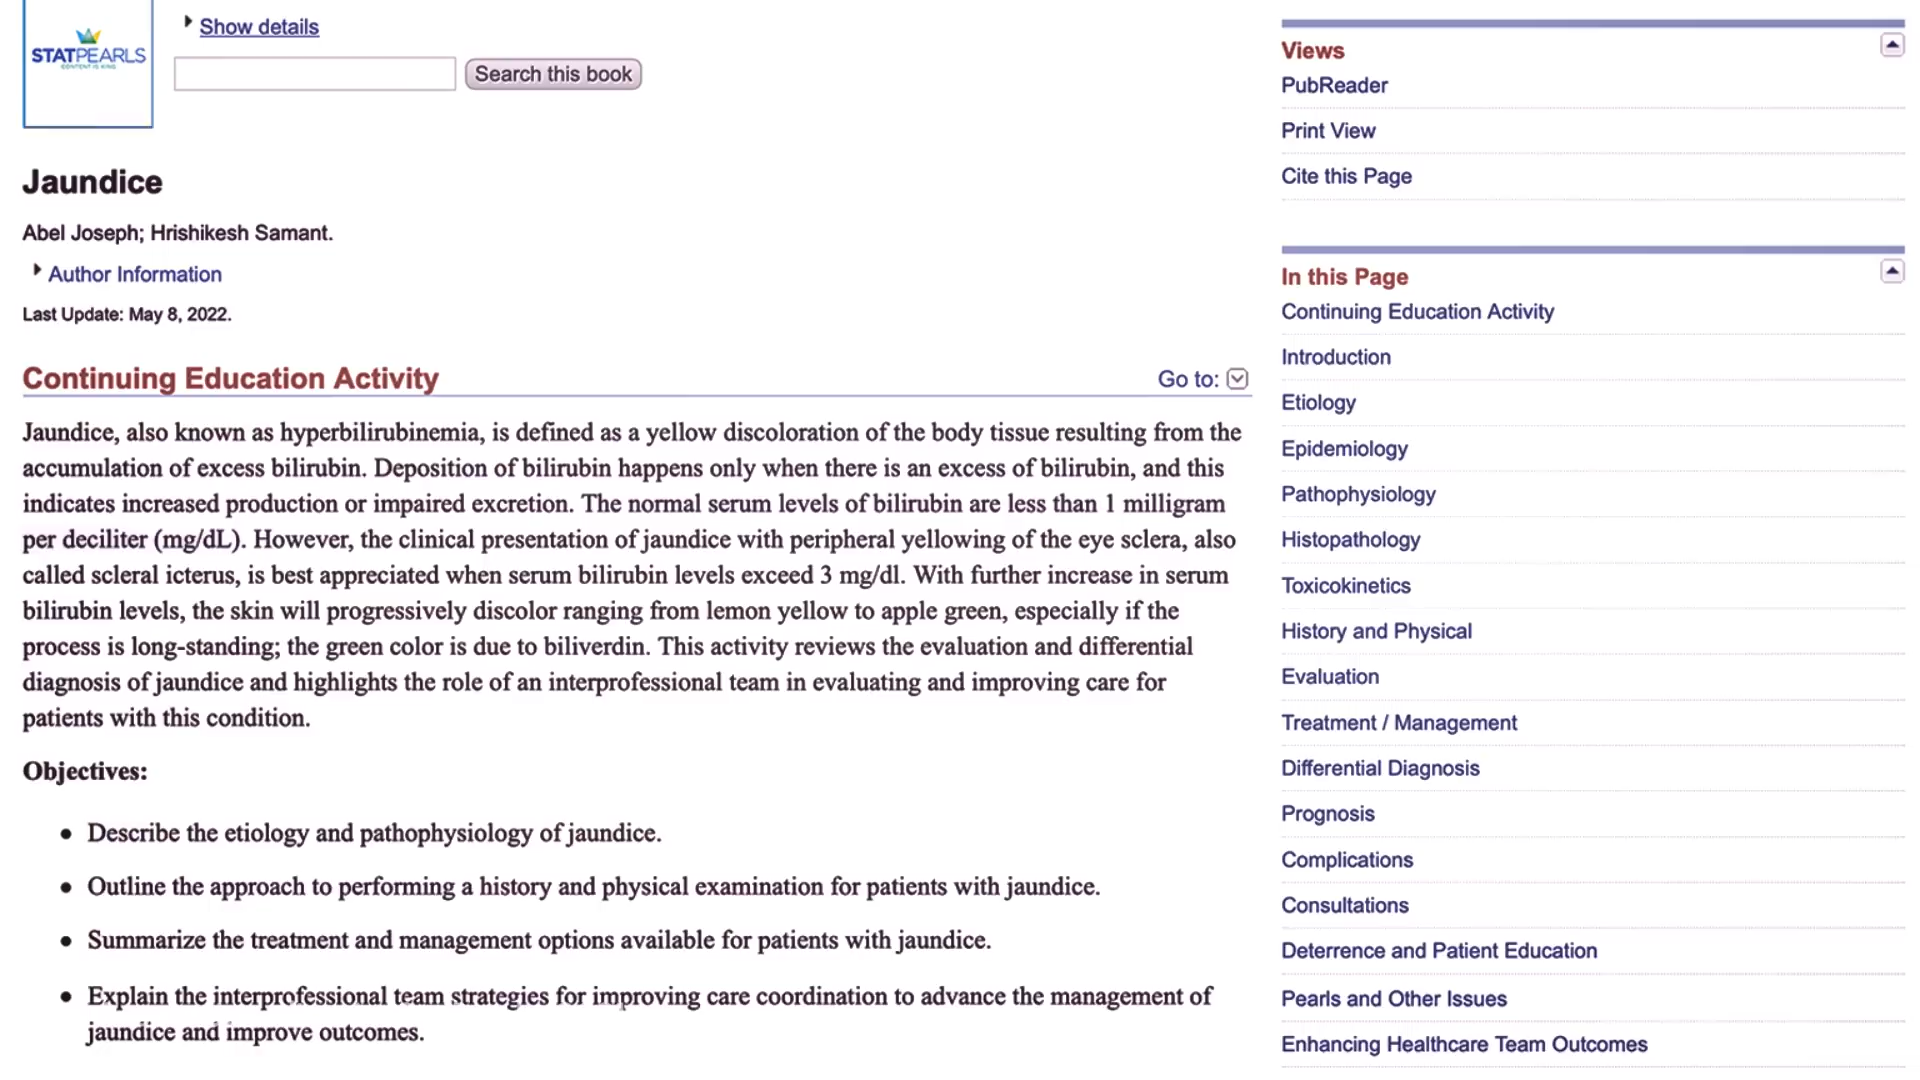 STATPEARLS
CONTENT IS KING
Show details
Search this book
Jaundice
Abel Joseph; Hrishikesh Samant.
Author Information
Last Update: May 8, 2022.
Continuing Education Activity
Go to:
Jaundice, also known as hyperbilirubinemia, is defined as a yellow discoloration of the body tissue resulting from the
accumulation of excess bilirubin. Deposition of bilirubin happens only when there is an excess of bilirubin, and this
indicates increased production or impaired excretion. The normal serum levels of bilirubin are less than 1 milligram
per deciliter (mg/dL). However, the clinical presentation of jaundice with peripheral yellowing of the eye sclera, also
called scleral icterus, is best appreciated when serum bilirubin levels exceed 3 mg/dl. With further increase in serum
bilirubin levels, the skin will progressively discolor ranging from lemon yellow to apple green, especially if the
process is long-standing; the green color is due to biliverdin. This activity reviews the evaluation and differential
diagnosis of jaundice and highlights the role of an interprofessional team in evaluating and improving care for
patients with this condition.
Objectives:
• Describe the etiology and pathophysiology of jaundice.
• Outline the approach to performing a history and physical examination for patients with jaundice.
• Summarize the treatment and management options available for patients with jaundice.
• Explain the interprofessional team strategies for improving care coordination to advance the management of
jaundice and improve outcomes.
Views
PubReader
Print View
Cite this Page
In this Page
Continuing Education Activity
Introduction
Etiology
Epidemiology
Pathophysiology
Histopathology
Toxicokinetics
History and Physical
Evaluation
Treatment / Management
Differential Diagnosis
Prognosis
Complications
Consultations
Deterrence and Patient Education
Pearls and Other Issues
Enhancing Healthcare Team Outcomes